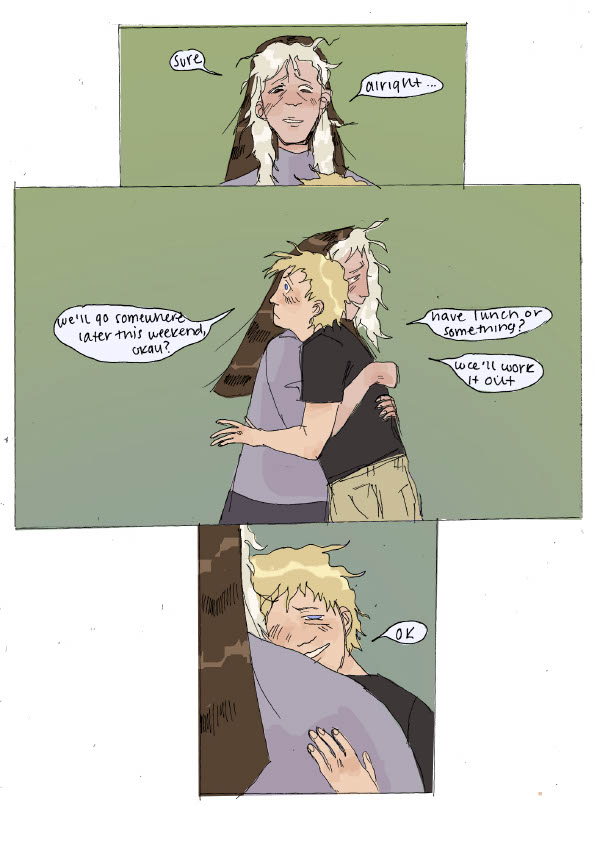 sure
alright...
we'll go somewhere
later this weekend,
okay?
have lunch or
something?
we'll work
it out
OK